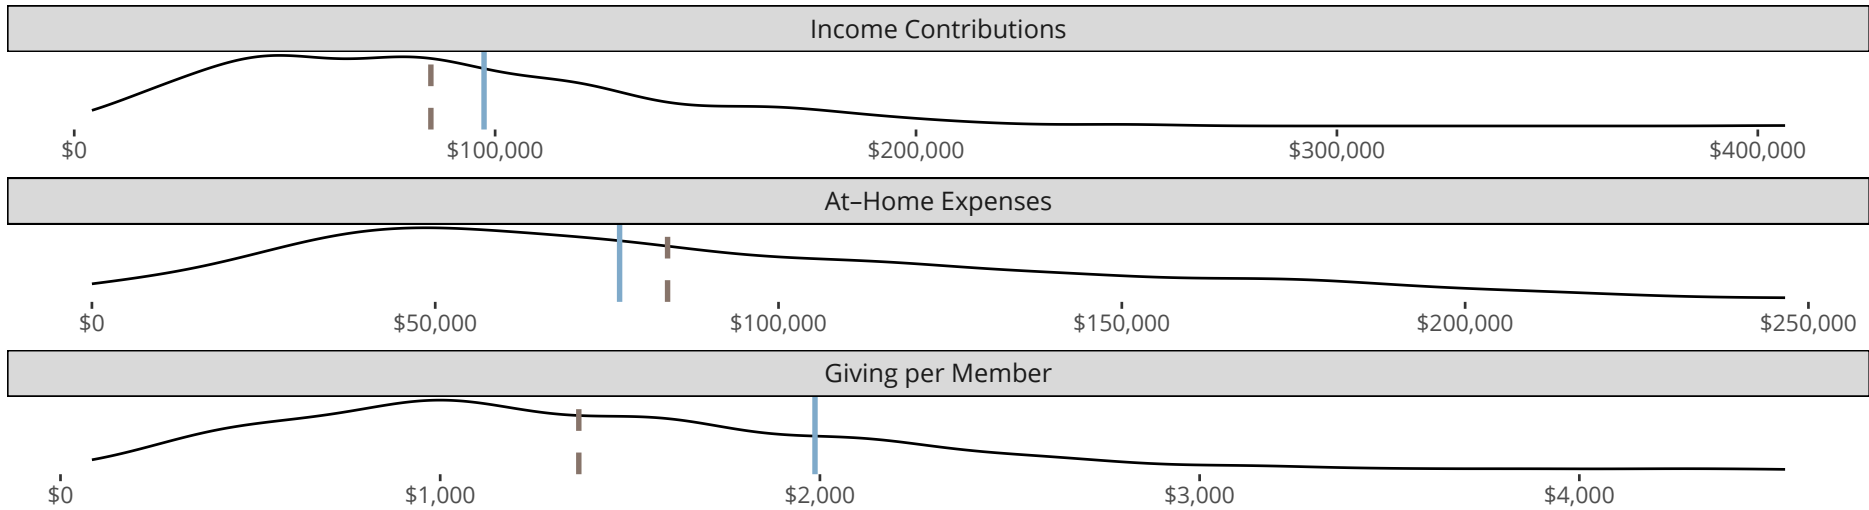 Income Contributions
$0 $100,000 $200,000 $300,000 $400,000
At–Home Expenses
$0 $50,000 $100,000 $150,000 $200,000 $250,000
Giving per Member
$0 $1,000 $2,000 $3,000 $4,000